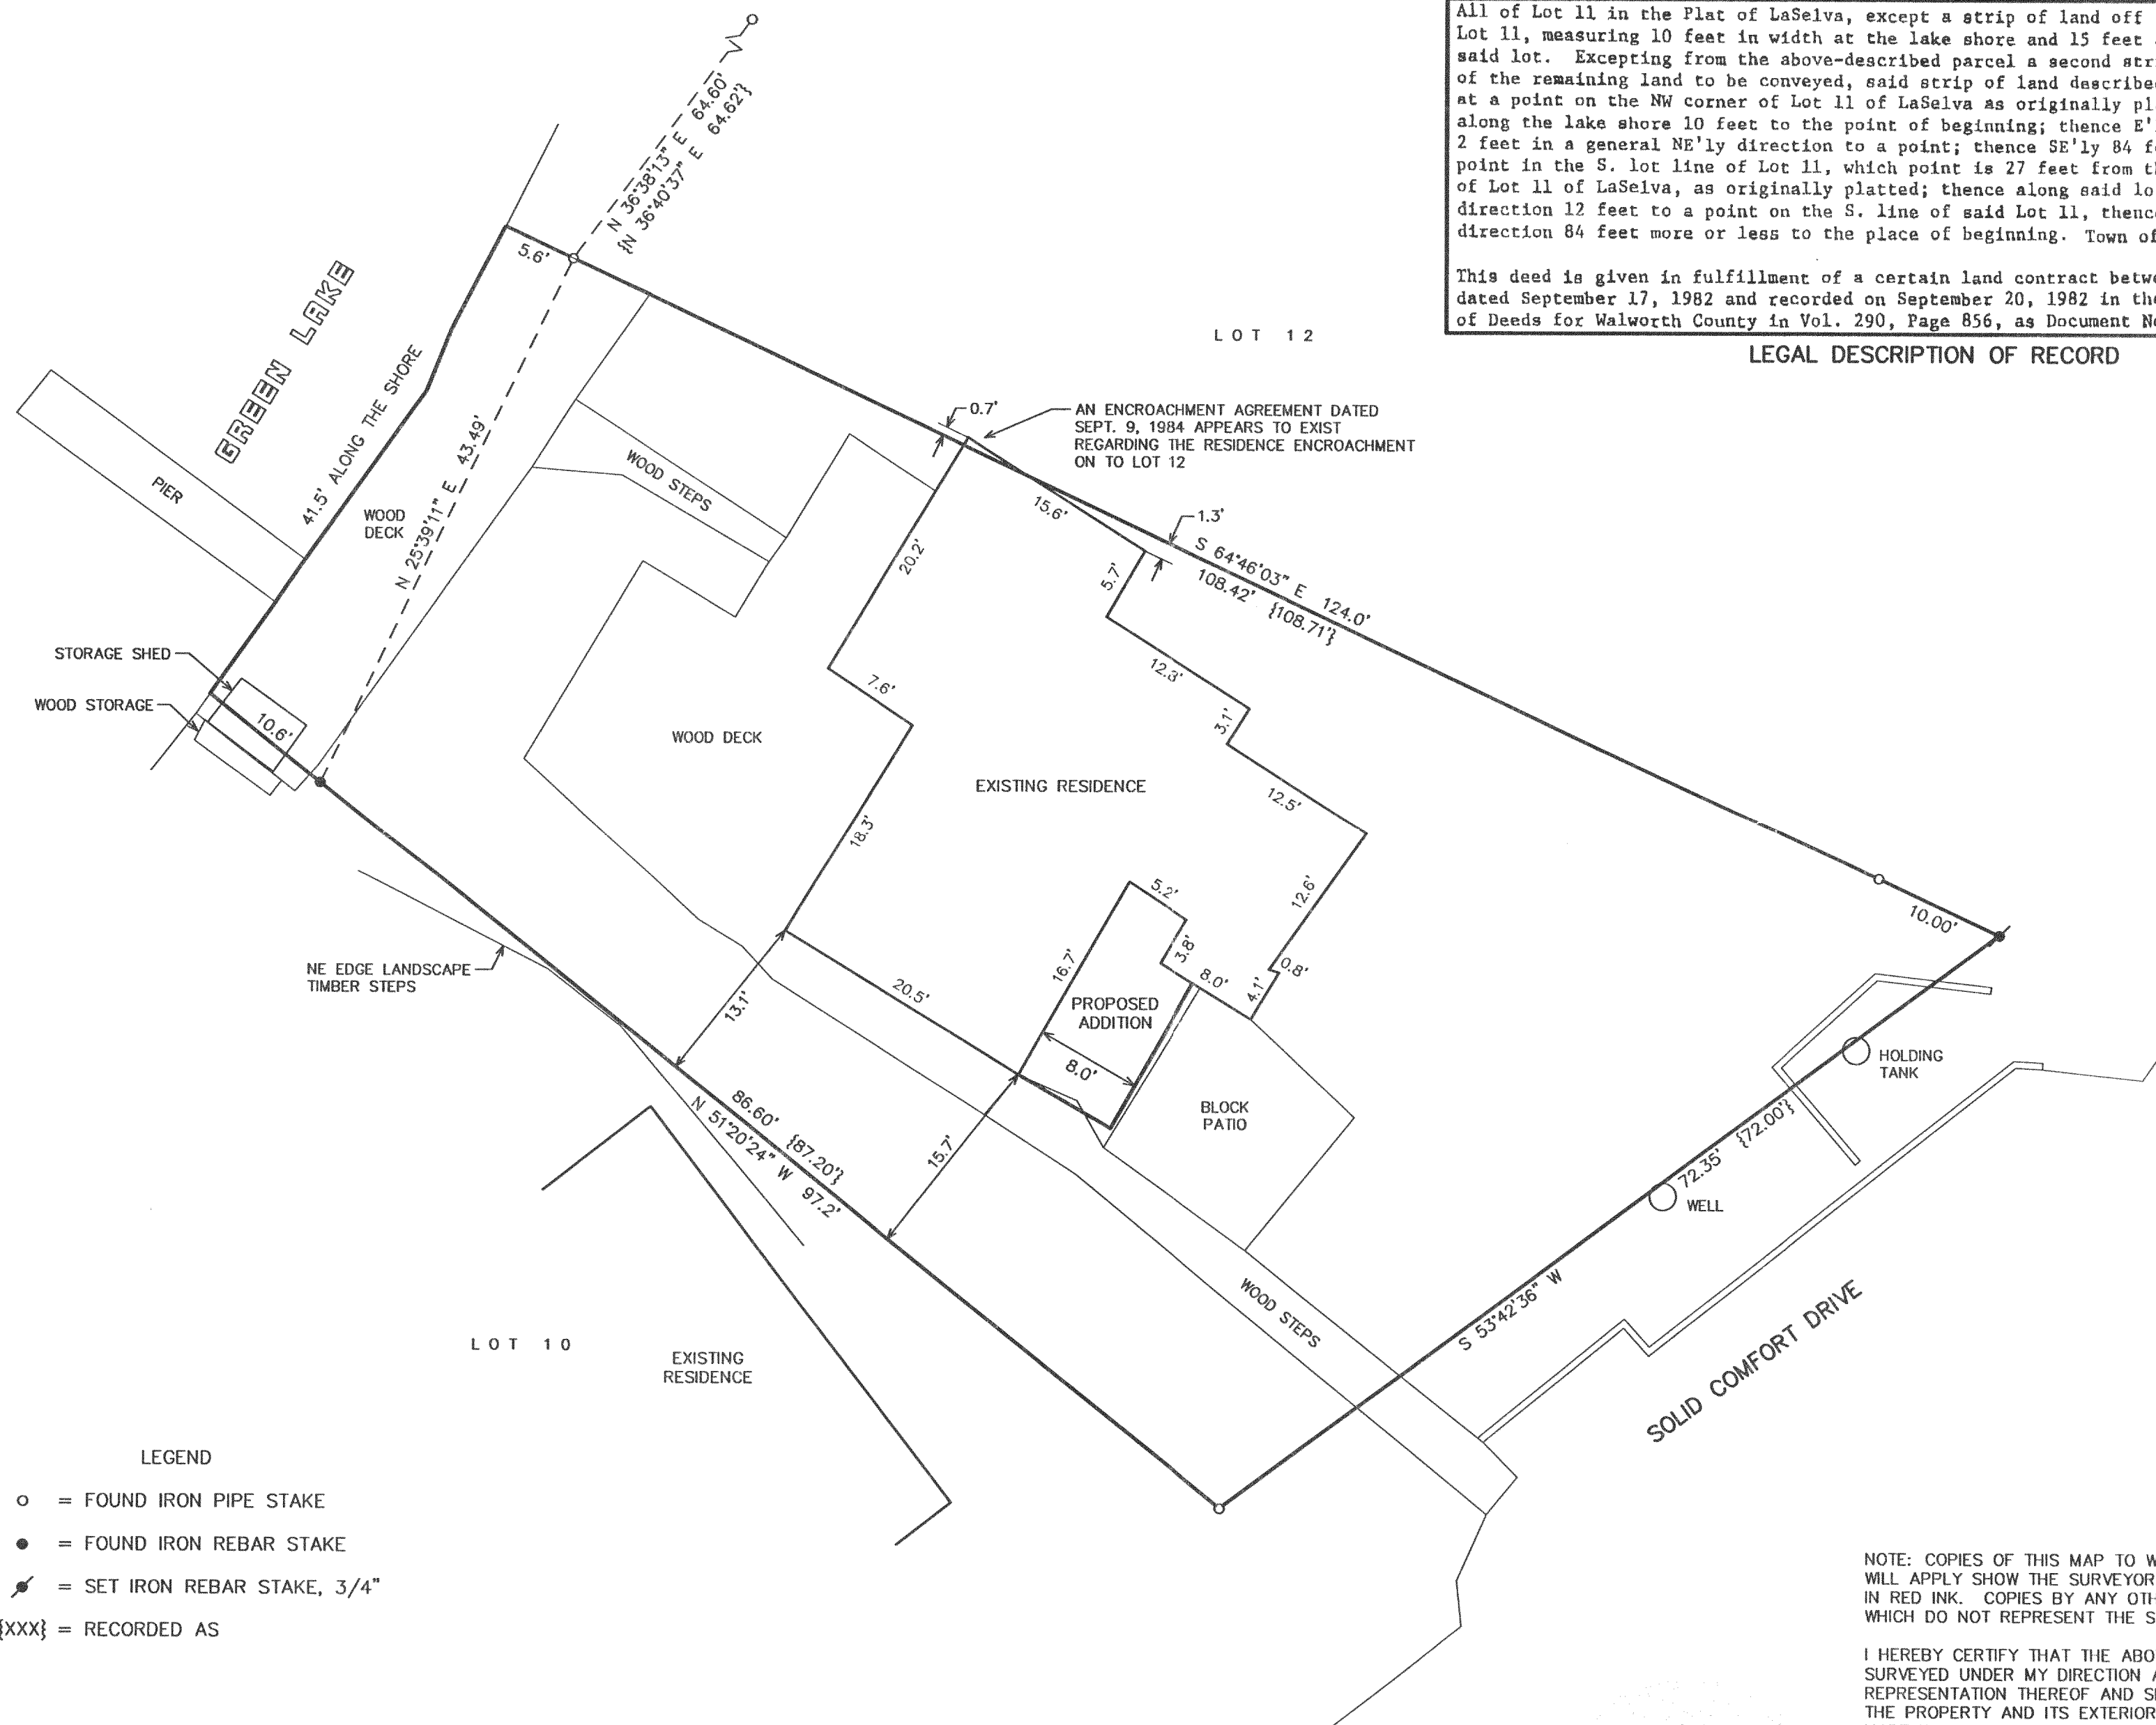 All of Lot 11 in the Plat of LaSelva, except a strip of land off
Lot 11, measuring 10 feet in width at the lake shore and 15 feet
said lot. Excepting from the above-described parcel a second
of the remaining land to be conveyed, said strip of land
at a point on the NW corner of Lot 11 of LaSelva as originally
along the lake shore 10 feet to the point of beginning; thence
2 feet in a general NE'ly direction to a point; thence SE'ly 84
point in the S. lot line of Lot 11, which point is 27 feet from
of Lot 11 of LaSelva, as originally platted; thence along said
direction 12 feet to a point on the S. line of said Lot 11,
direction 84 feet more or less to the place of beginning. Town of
This deed is given in fulfillment of a certain land contract
dated September 17, 1982 and recorded on September 20, 1982 in
of Deeds for Walworth County in Vol. 290, Page 856, as Document
LEGAL DESCRIPTION OF RECORD
N 36°38'13" E 64.60'
{N 36°40'37" E 64.62'}
5.6'
GREEN LAKE
LOT 12
41.5' ALONG THE SHORE
N 25°39'11" E 43.49'
PIER
WOOD
DECK
WOOD STEPS
0.7'
AN ENCROACHMENT AGREEMENT DATED
SEPT. 9, 1984 APPEARS TO EXIST
REGARDING THE RESIDENCE ENCROACHMENT
ON TO LOT 12
15.6'
1.3'
S 64°46'03" E 124.0'
108.42' {108.71'}
20.2'
5.7'
STORAGE SHED
WOOD STORAGE
10.6'
7.6'
12.3'
3.1'
WOOD DECK
EXISTING RESIDENCE
12.5'
18.3'
5.2'
12.6'
10.00'
NE EDGE LANDSCAPE
TIMBER STEPS
13.1'
20.5'
16.7'
3.8'
8.0'
0.8'
4.1'
PROPOSED
ADDITION
8.0'
HOLDING
TANK
BLOCK
PATIO
86.60' {87.20'}
N 51°20'24" W 97.2'
15.7'
72.35' {72.00'}
WELL
S 53°42'36" W
WOOD STEPS
SOLID COMFORT DRIVE
LOT 10
EXISTING
RESIDENCE
LEGEND
o = FOUND IRON PIPE STAKE
● = FOUND IRON REBAR STAKE
= SET IRON REBAR STAKE, 3/4"
{XXX} = RECORDED AS
NOTE: COPIES OF THIS MAP TO
WILL APPLY SHOW THE SURVEYOR
IN RED INK. COPIES BY ANY
WHICH DO NOT REPRESENT THE
I HEREBY CERTIFY THAT THE
SURVEYED UNDER MY DIRECTION
REPRESENTATION THEREOF AND
THE PROPERTY AND ITS EXTERIOR